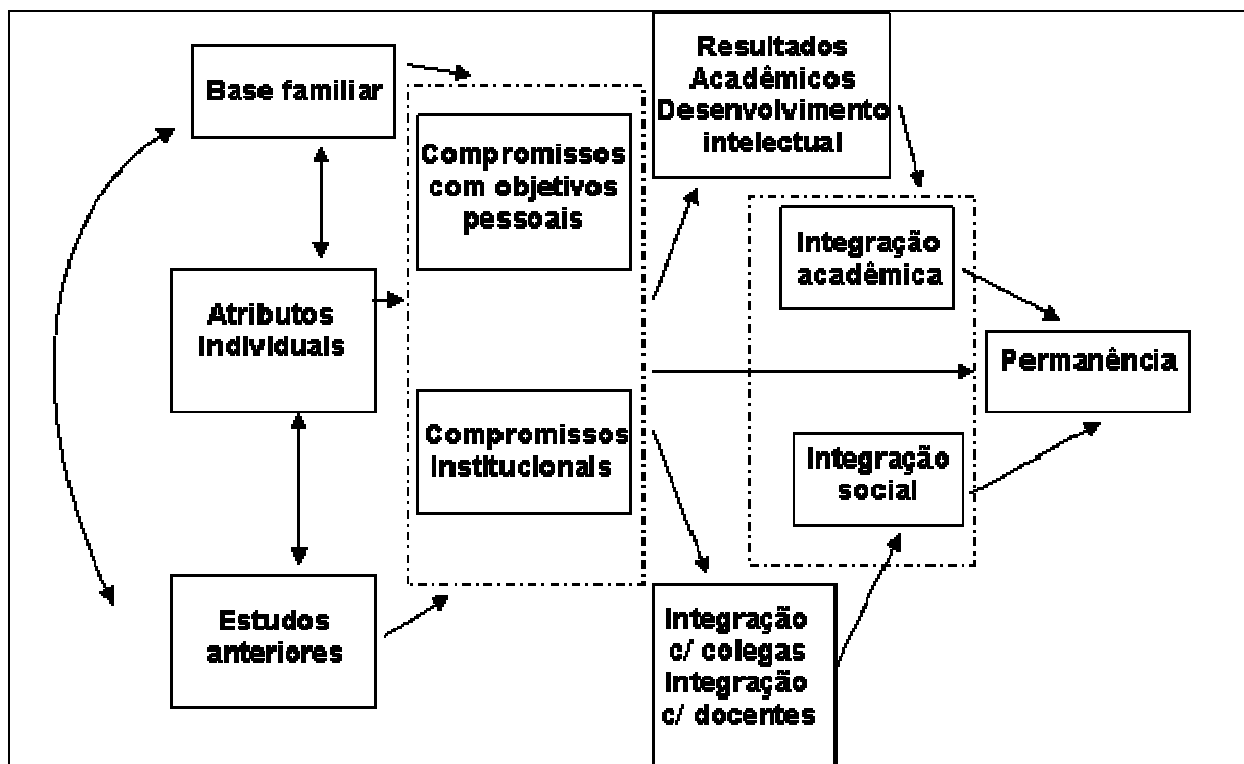 Base familiar
Atributos
individuais
Estudos
anteriores
Compromissos
com objetivos
pessoais
Compromissos
institucionais
Resultados
Acadêmicos
Desenvolvimento
intelectual
Integração
c/ colegas
Integração
c/ docentes
Integração
acadêmica
Integração
social
Permanência